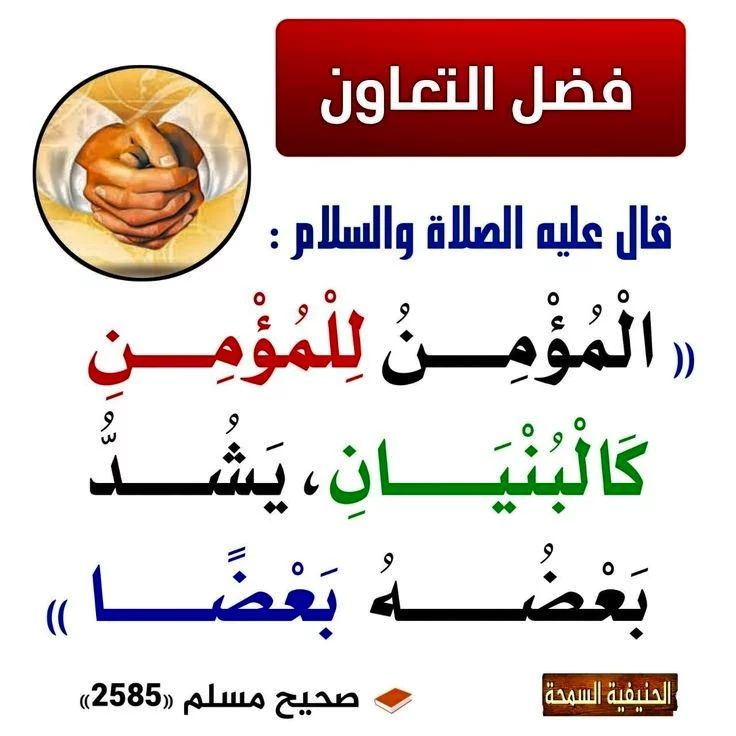 فضل التعاون
قال عليه الصلاة والسلام :
(( الْمُؤْمِنُ لِلْمُؤْمِنِ
كَالْبُنْيَانِ، يَشُدُّ
بَعْضُهُ بَعْضًا ))
صحيح مسلم ((2585))
الحنيفية السمحة